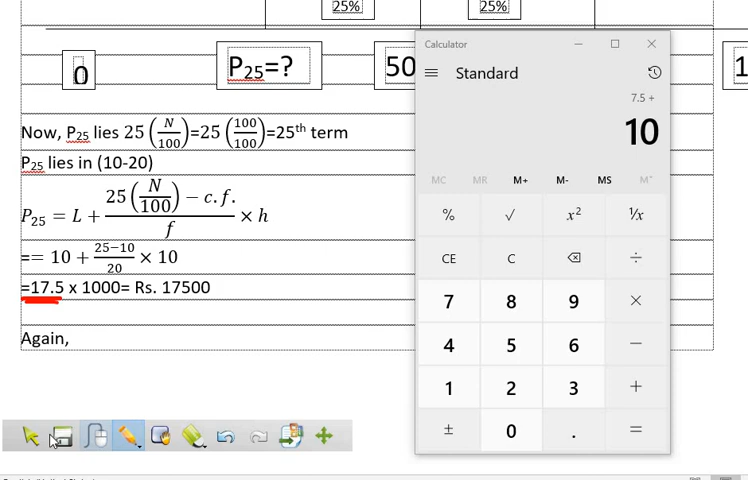 25%
25%
0
P₂₅=?
50
1
Now, P₂₅ lies 25 (N/100)=25 (100/100)=25ᵗʰ term
P₂₅ lies in (10-20)
P₂₅ = L + (25 (N/100) − c.f.)/f × h
== 10 + (25−10)/20 × 10
=17.5 x 1000= Rs. 17500
Again,
Calculator
Standard
7.5 +
10
MC MR M+ M- MS M˅
% √ x² ¹/x
CE C ÷
7 8 9 ×
4 5 6 −
1 2 3 +
± 0 . =